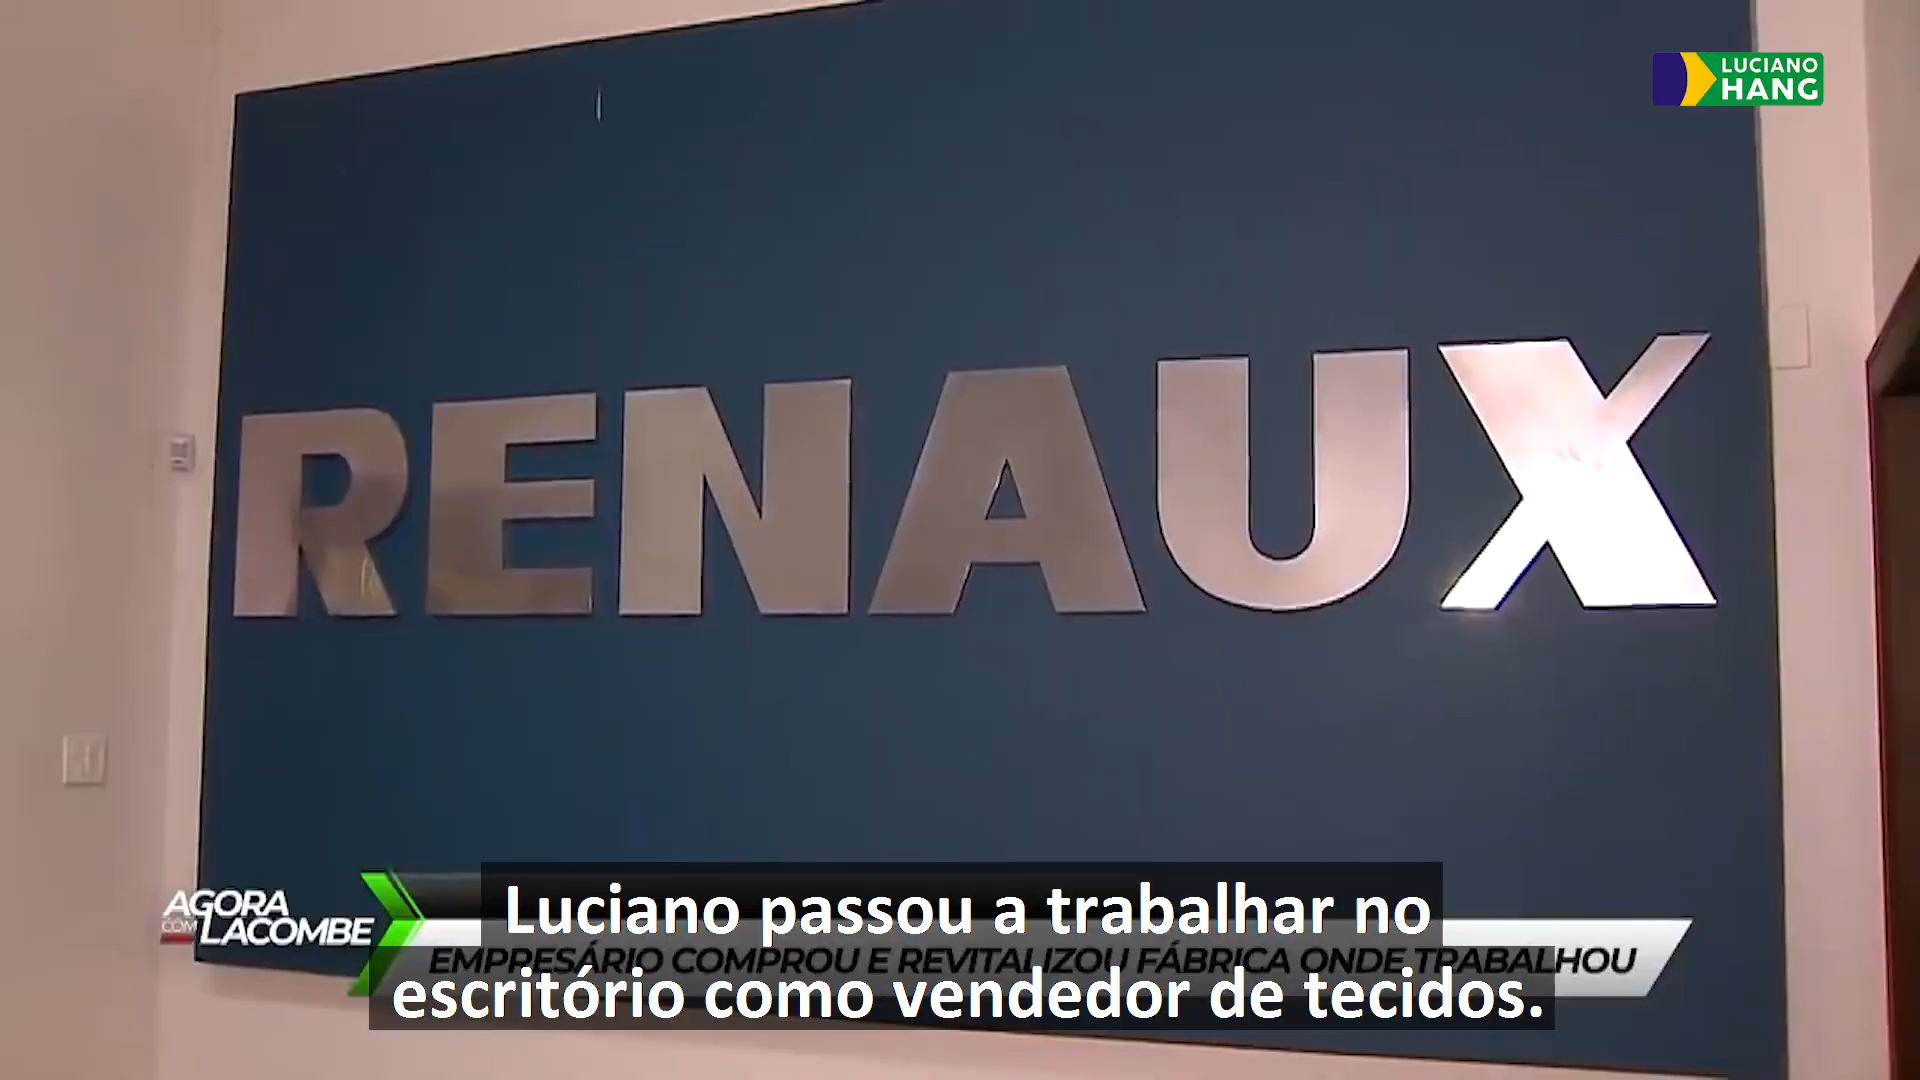 LUCIANO
HANG
RENAUX
AGORA
COM LACOMBE
Luciano passou a trabalhar no
EMPRESÁRIO COMPROU E REVITALIZOU FÁBRICA ONDE TRABALHOU
escritório como vendedor de tecidos.